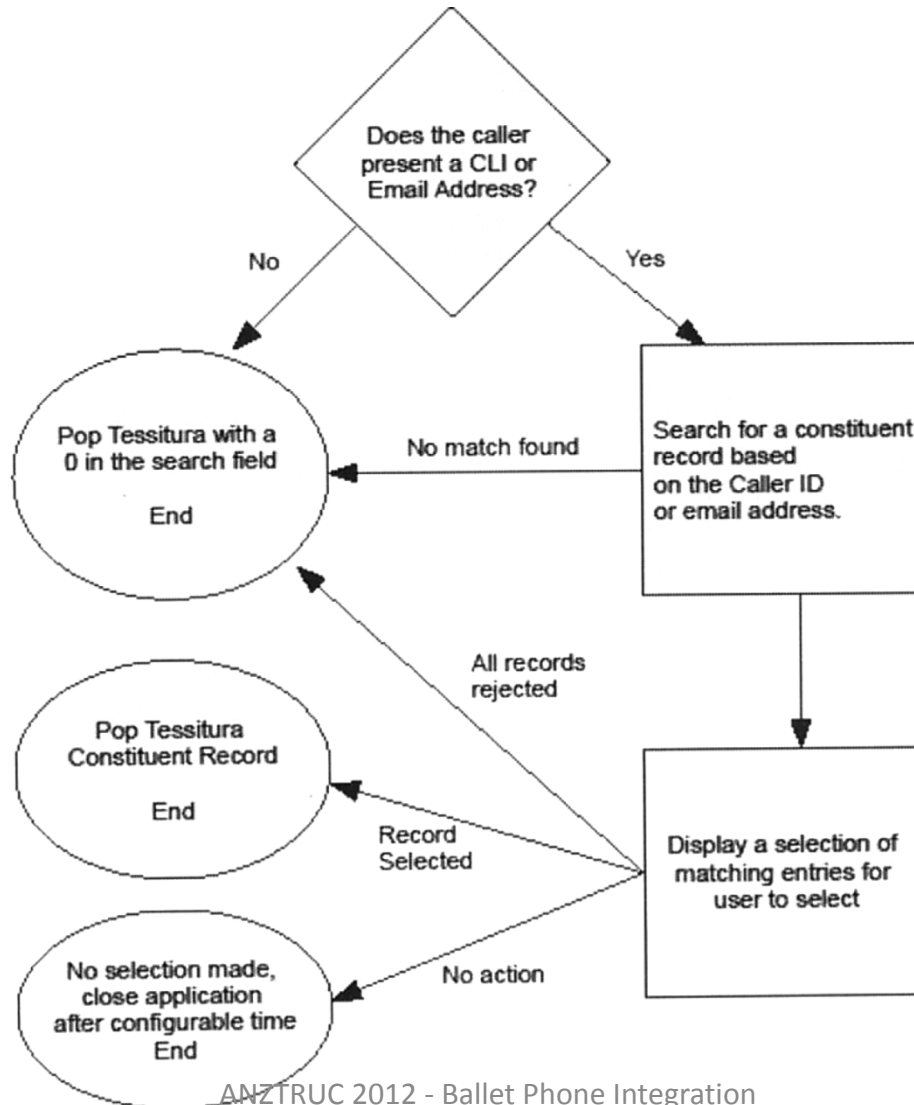 Does the caller
present a CLI or
Email Address?
No
Yes
Pop Tessitura with a
0 in the search field
End
No match found
Search for a constituent
record based
on the Caller ID
or email address.
All records
rejected
Pop Tessitura
Constituent Record
End
Record
Selected
Display a selection of
matching entries for
user to select
No action
No selection made,
close application
after configurable time
End
ANZTRUC 2012 - Ballet Phone Integration